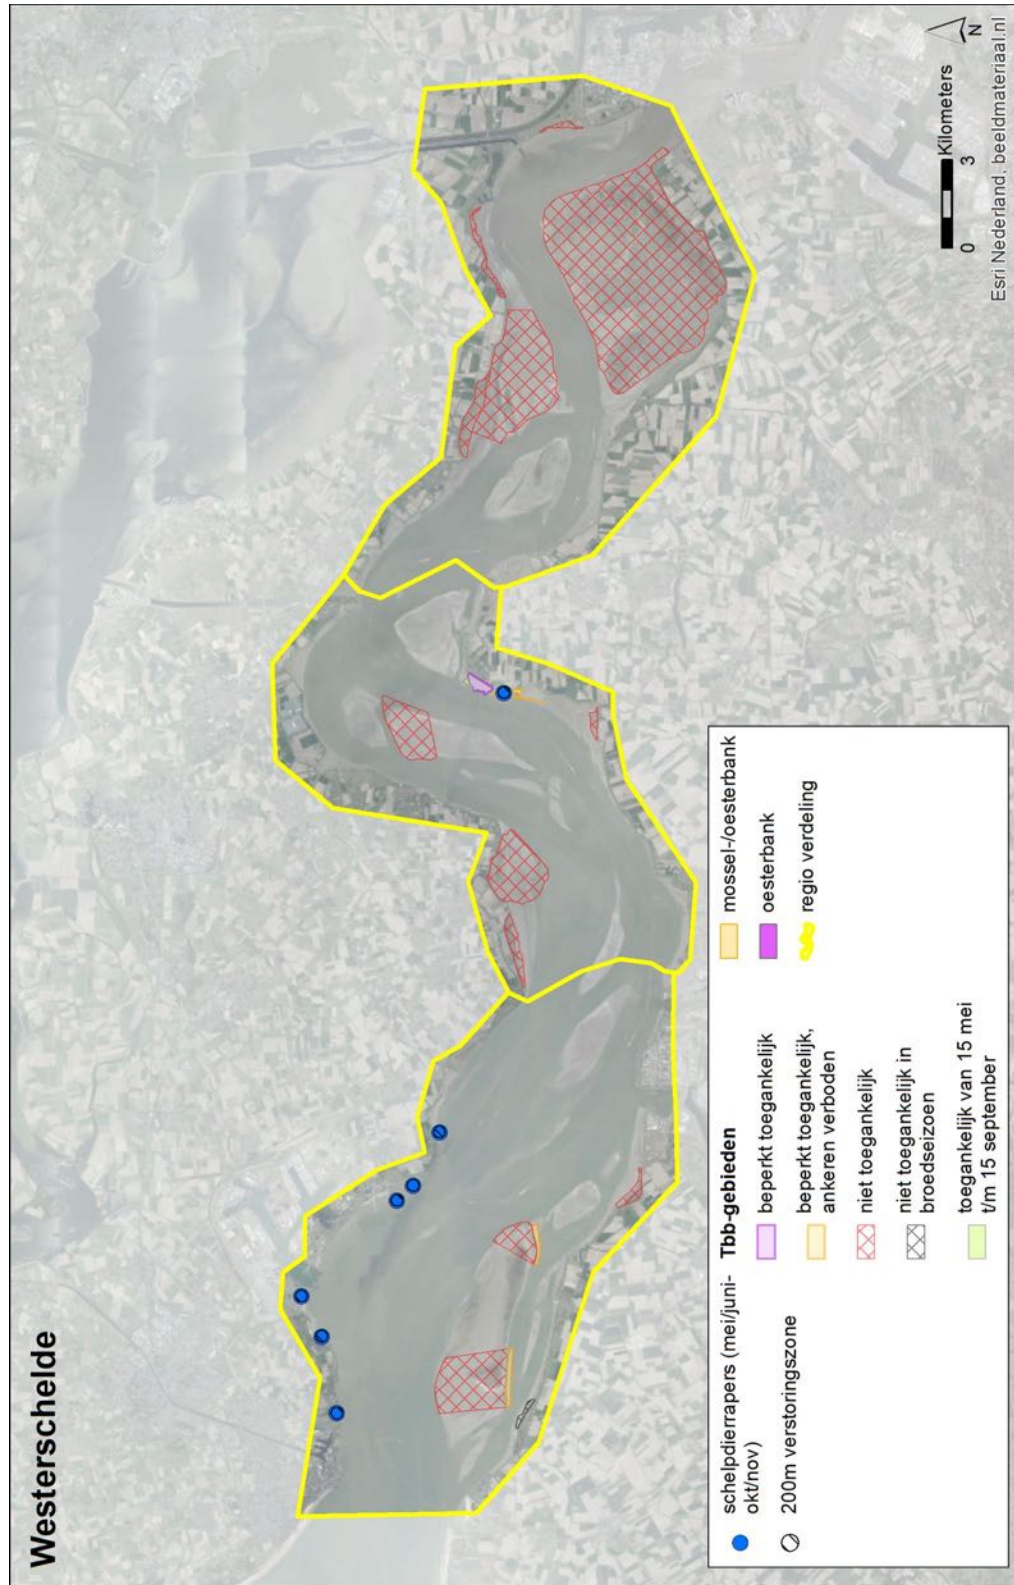 Westerschelde
schelpdierrapers (mei/juni-
okt/nov)
200m verstoringszone
Tbb-gebieden
beperkt toegankelijk
beperkt toegankelijk,
ankeren verboden
niet toegankelijk
niet toegankelijk in
broedseizoen
toegankelijk van 15 mei
t/m 15 september
mossel-/oesterbank
oesterbank
regio verdeling
0 3 Kilometers
N
Esri Nederland, beeldmateriaal.nl